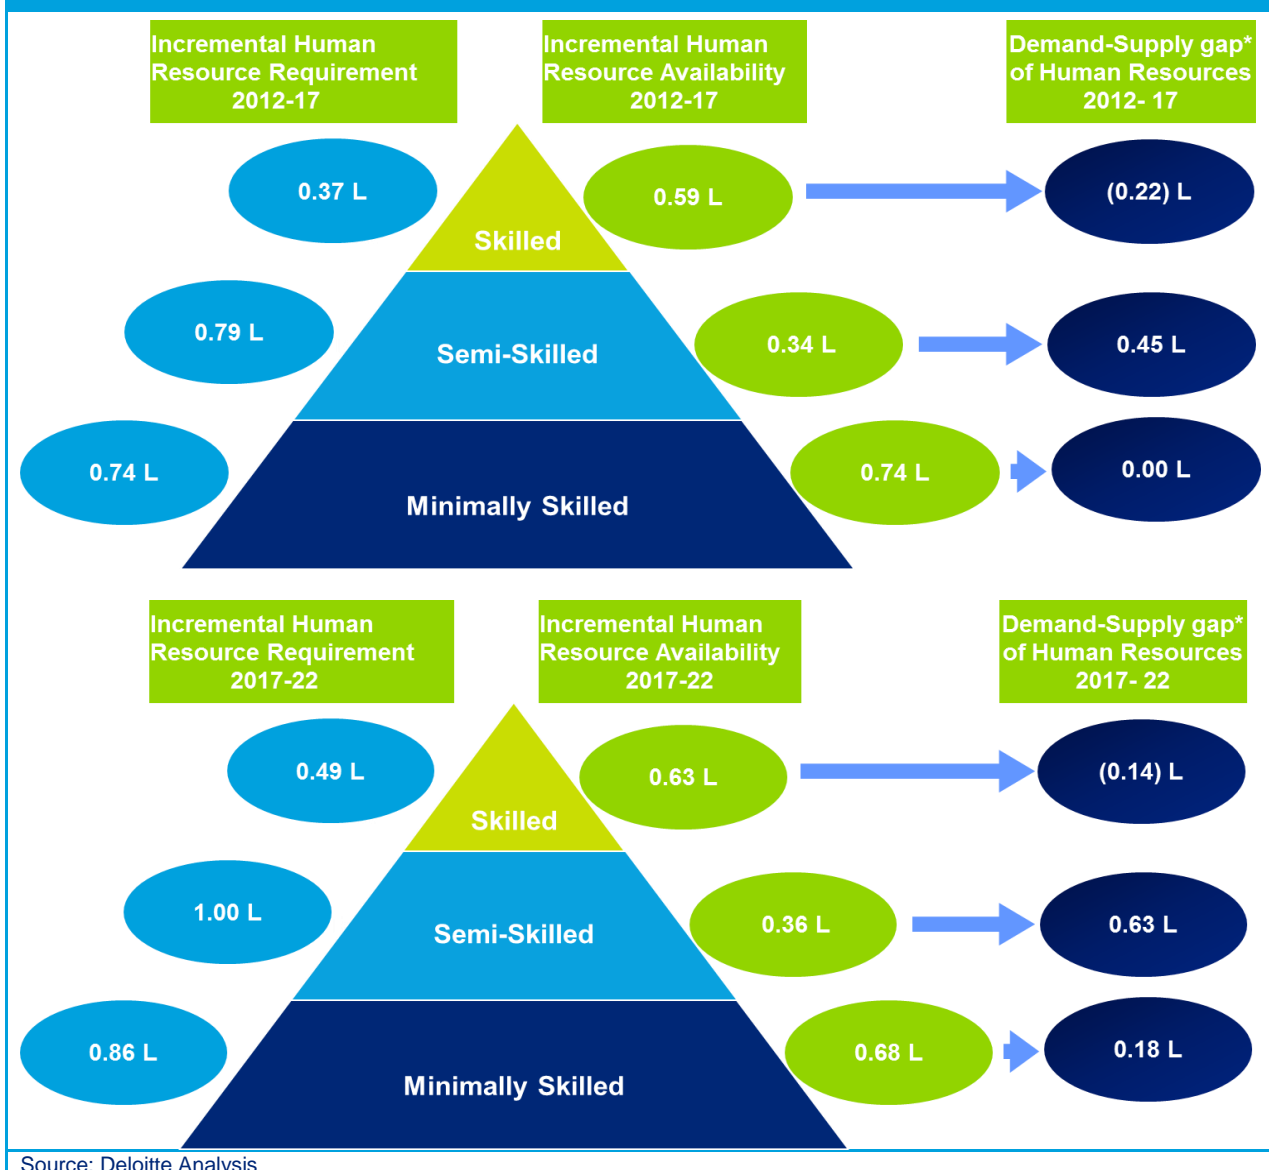 Incremental Human
Resource Requirement
2012-17
Incremental Human
Resource Availability
2012-17
Demand-Supply gap*
of Human Resources
2012- 17
0.37 L
Skilled
0.59 L
(0.22) L
0.79 L
Semi-Skilled
0.34 L
0.45 L
0.74 L
Minimally Skilled
0.74 L
0.00 L
Incremental Human
Resource Requirement
2017-22
Incremental Human
Resource Availability
2017-22
Demand-Supply gap*
of Human Resources
2017- 22
0.49 L
Skilled
0.63 L
(0.14) L
1.00 L
Semi-Skilled
0.36 L
0.63 L
0.86 L
Minimally Skilled
0.68 L
0.18 L
Source: Deloitte Analysis